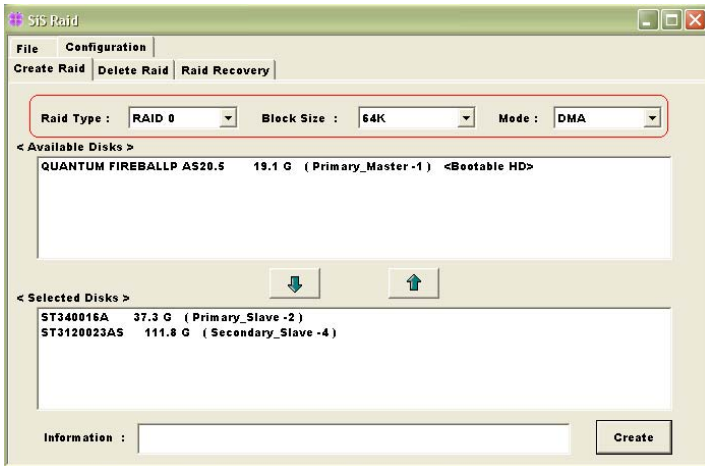 SiS Raid
File Configuration
Create Raid Delete Raid Raid Recovery
Raid Type : RAID 0 Block Size : 64K Mode : DMA
< Available Disks >
QUANTUM FIREBALLP AS20.5 19.1 G ( Primary_Master -1 ) <Bootable HD>
< Selected Disks >
ST340016A 37.3 G ( Primary_Slave -2 )
ST3120023AS 111.8 G ( Secondary_Slave -4 )
Information : Create